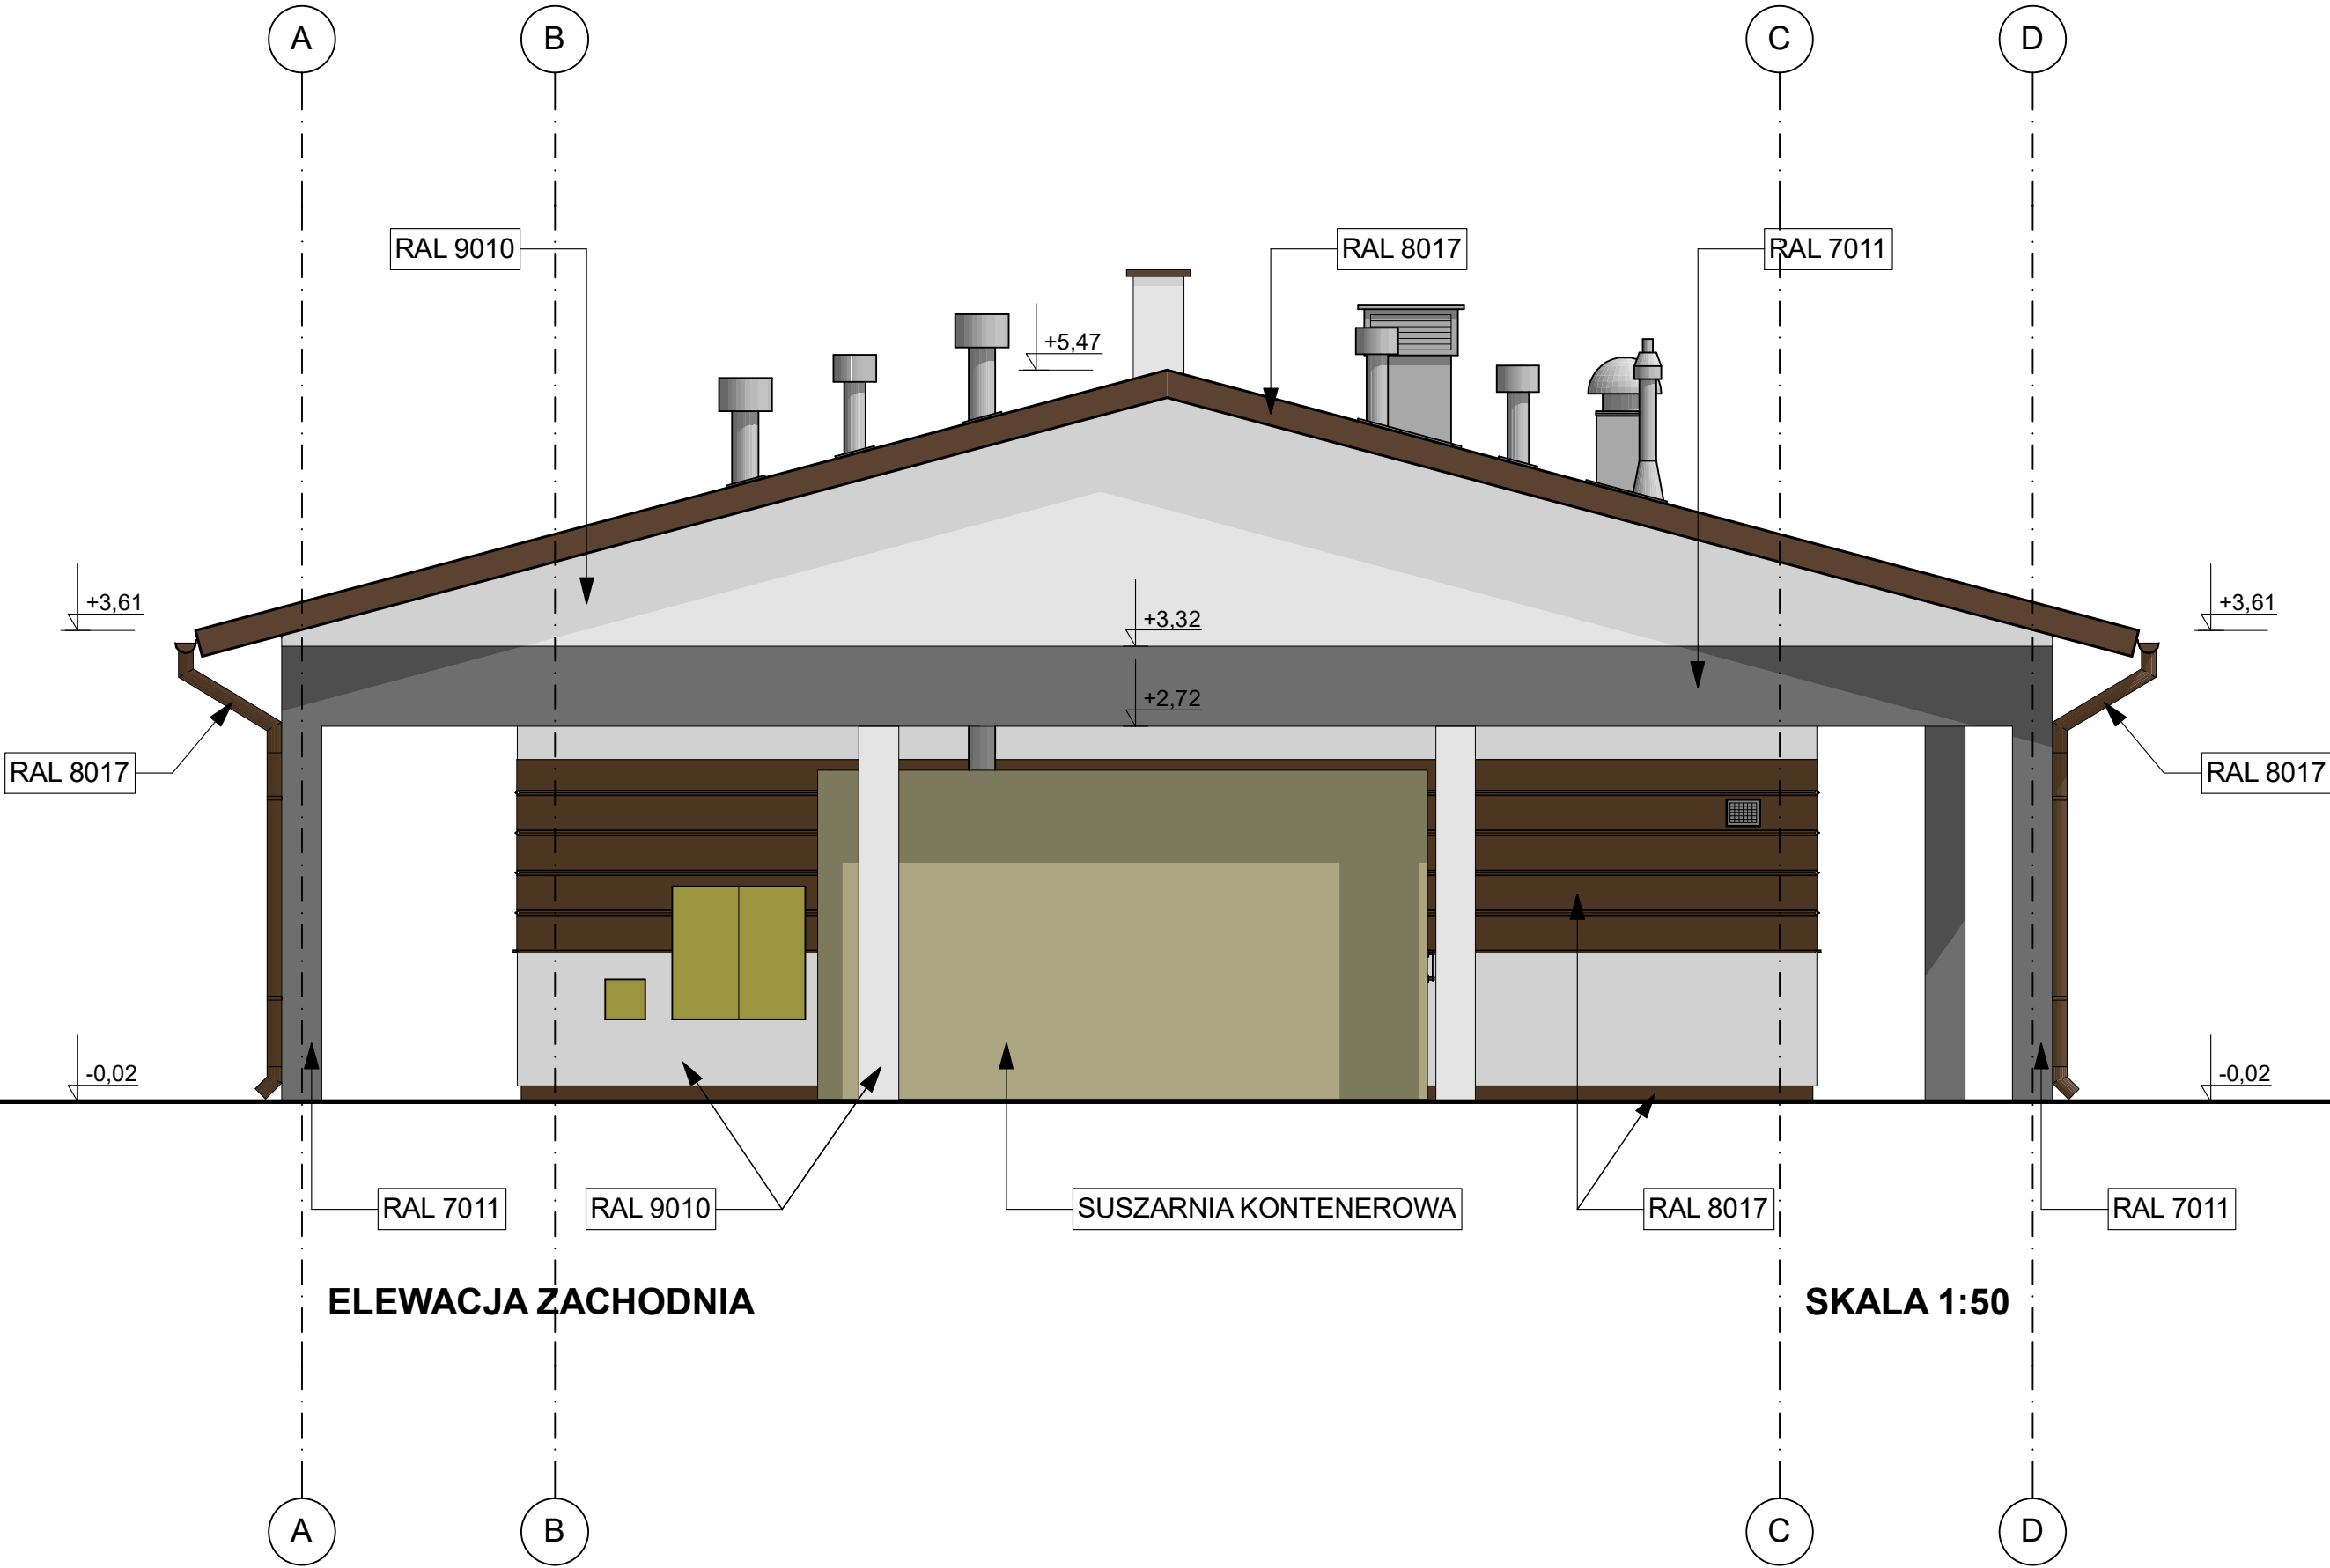 A
B
C
D
RAL 9010
RAL 8017
RAL 7011
+5,47
+3,61
+3,32
+3,61
+2,72
RAL 8017
RAL 8017
-0,02
-0,02
RAL 7011
RAL 9010
SUSZARNIA KONTENEROWA
RAL 8017
RAL 7011
ELEWACJA ZACHODNIA
SKALA 1:50
A
B
C
D